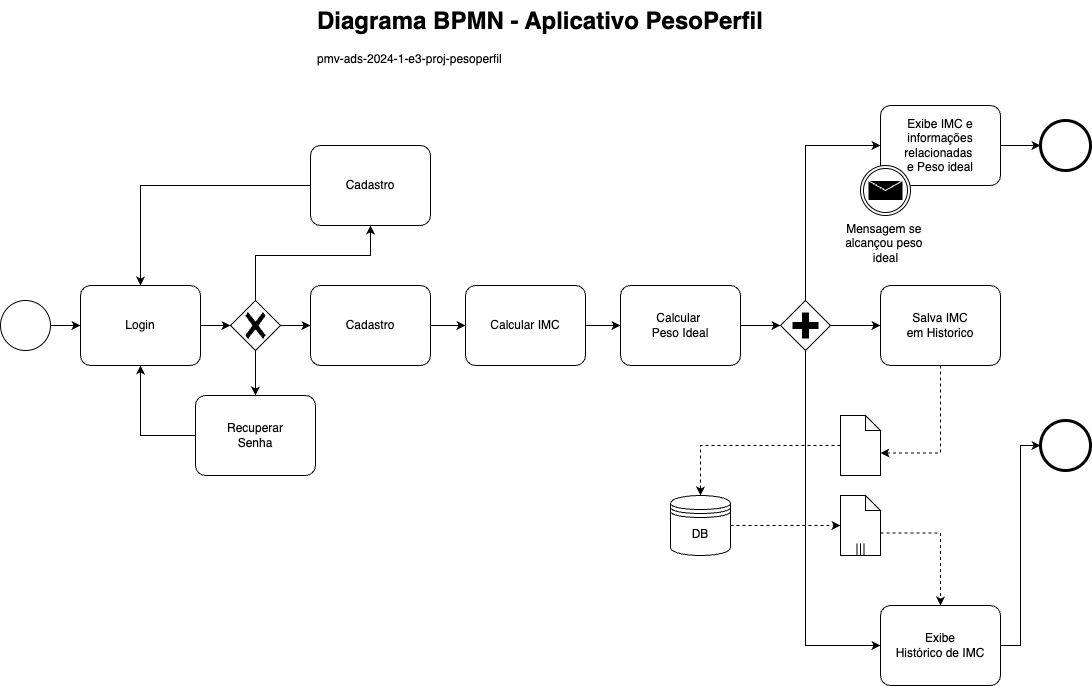 Diagrama BPMN - Aplicativo PesoPerfil
pmv-ads-2024-1-e3-proj-pesoperfil
Exibe IMC e
informações
relacionadas
e Peso ideal
Mensagem se
alcançou peso
ideal
Cadastro
Login
Cadastro
Calcular IMC
Calcular
Peso Ideal
Salva IMC
em Historico
Recuperar
Senha
DB
Exibe
Histórico de IMC